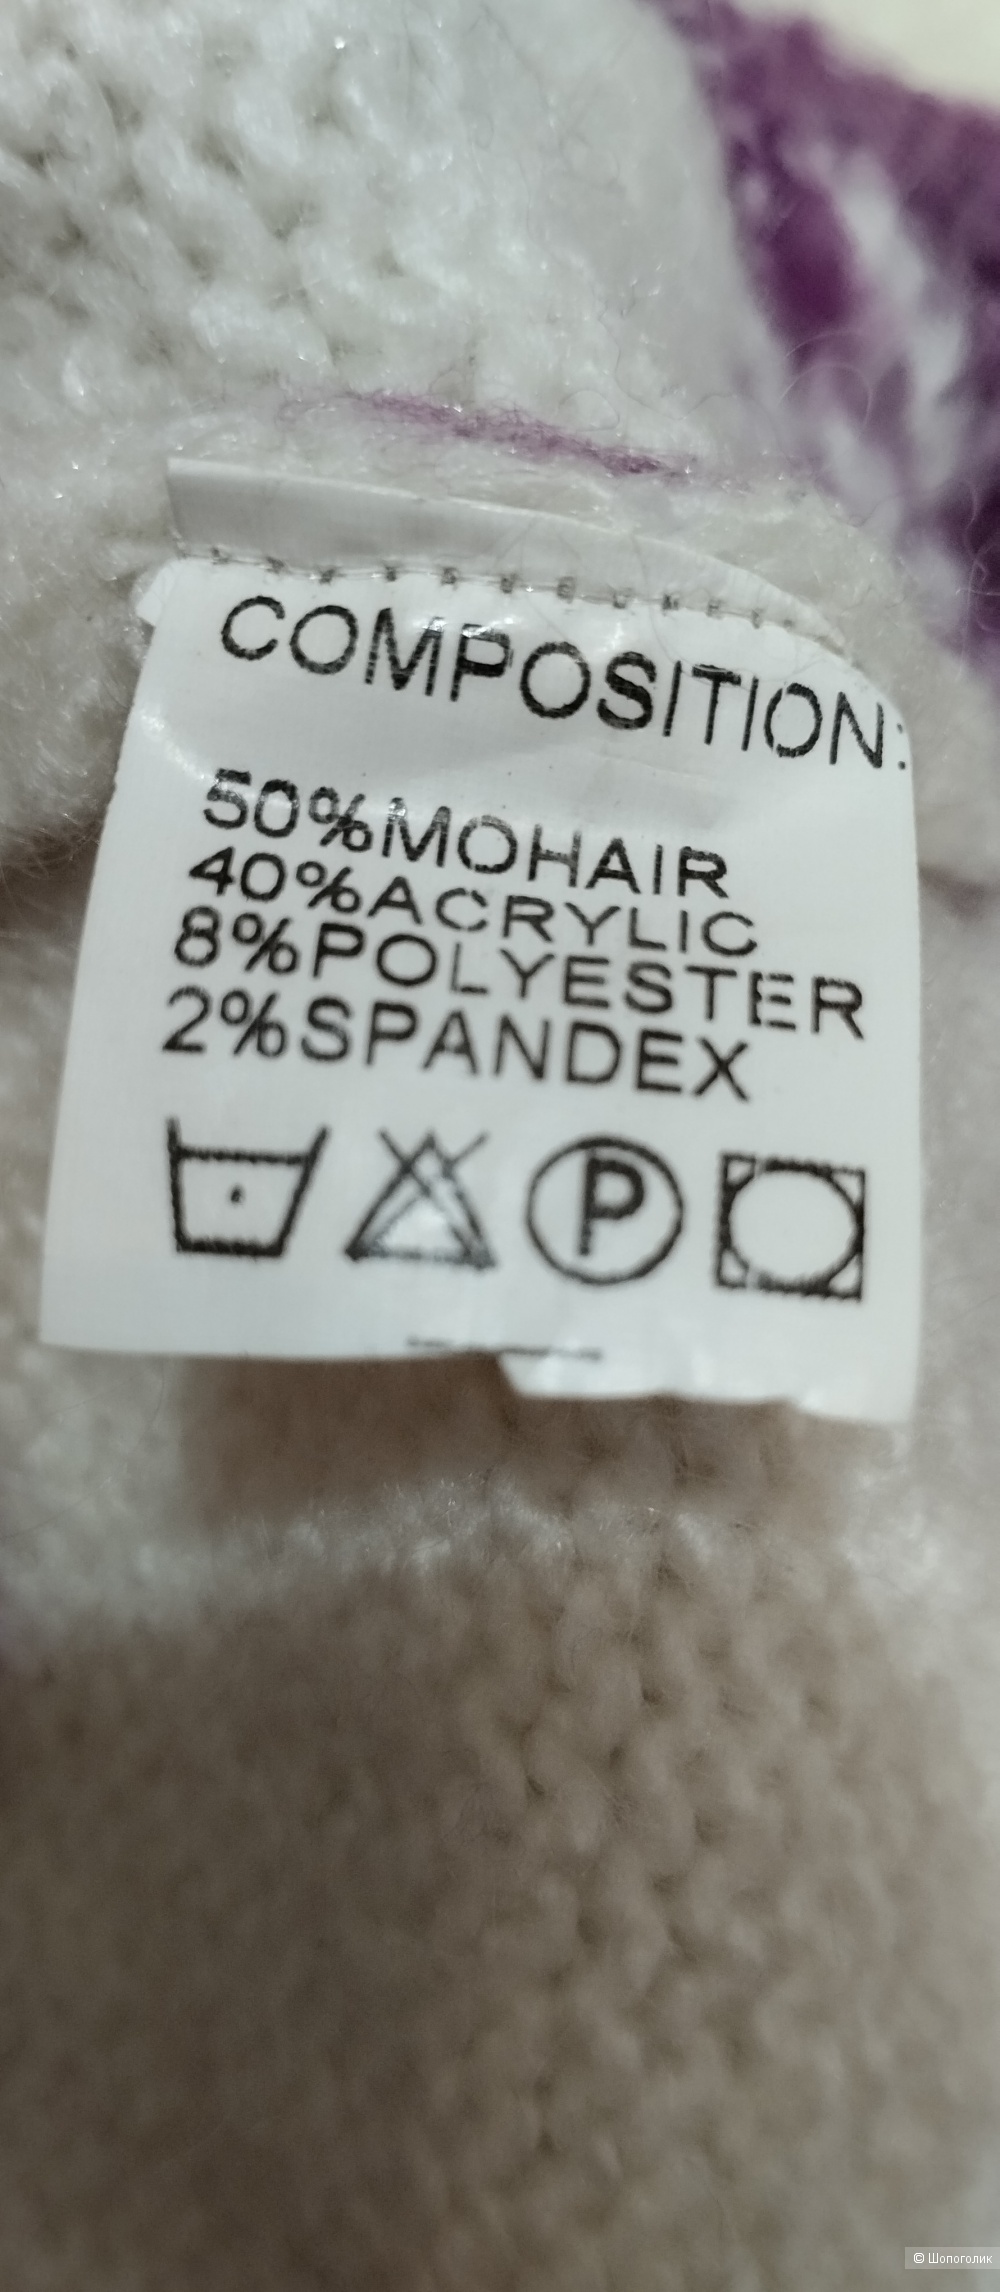 COMPOSITION:
50%MOHAIR
40%ACRYLIC
8%POLYESTER
2%SPANDEX
P
© Шопоголик